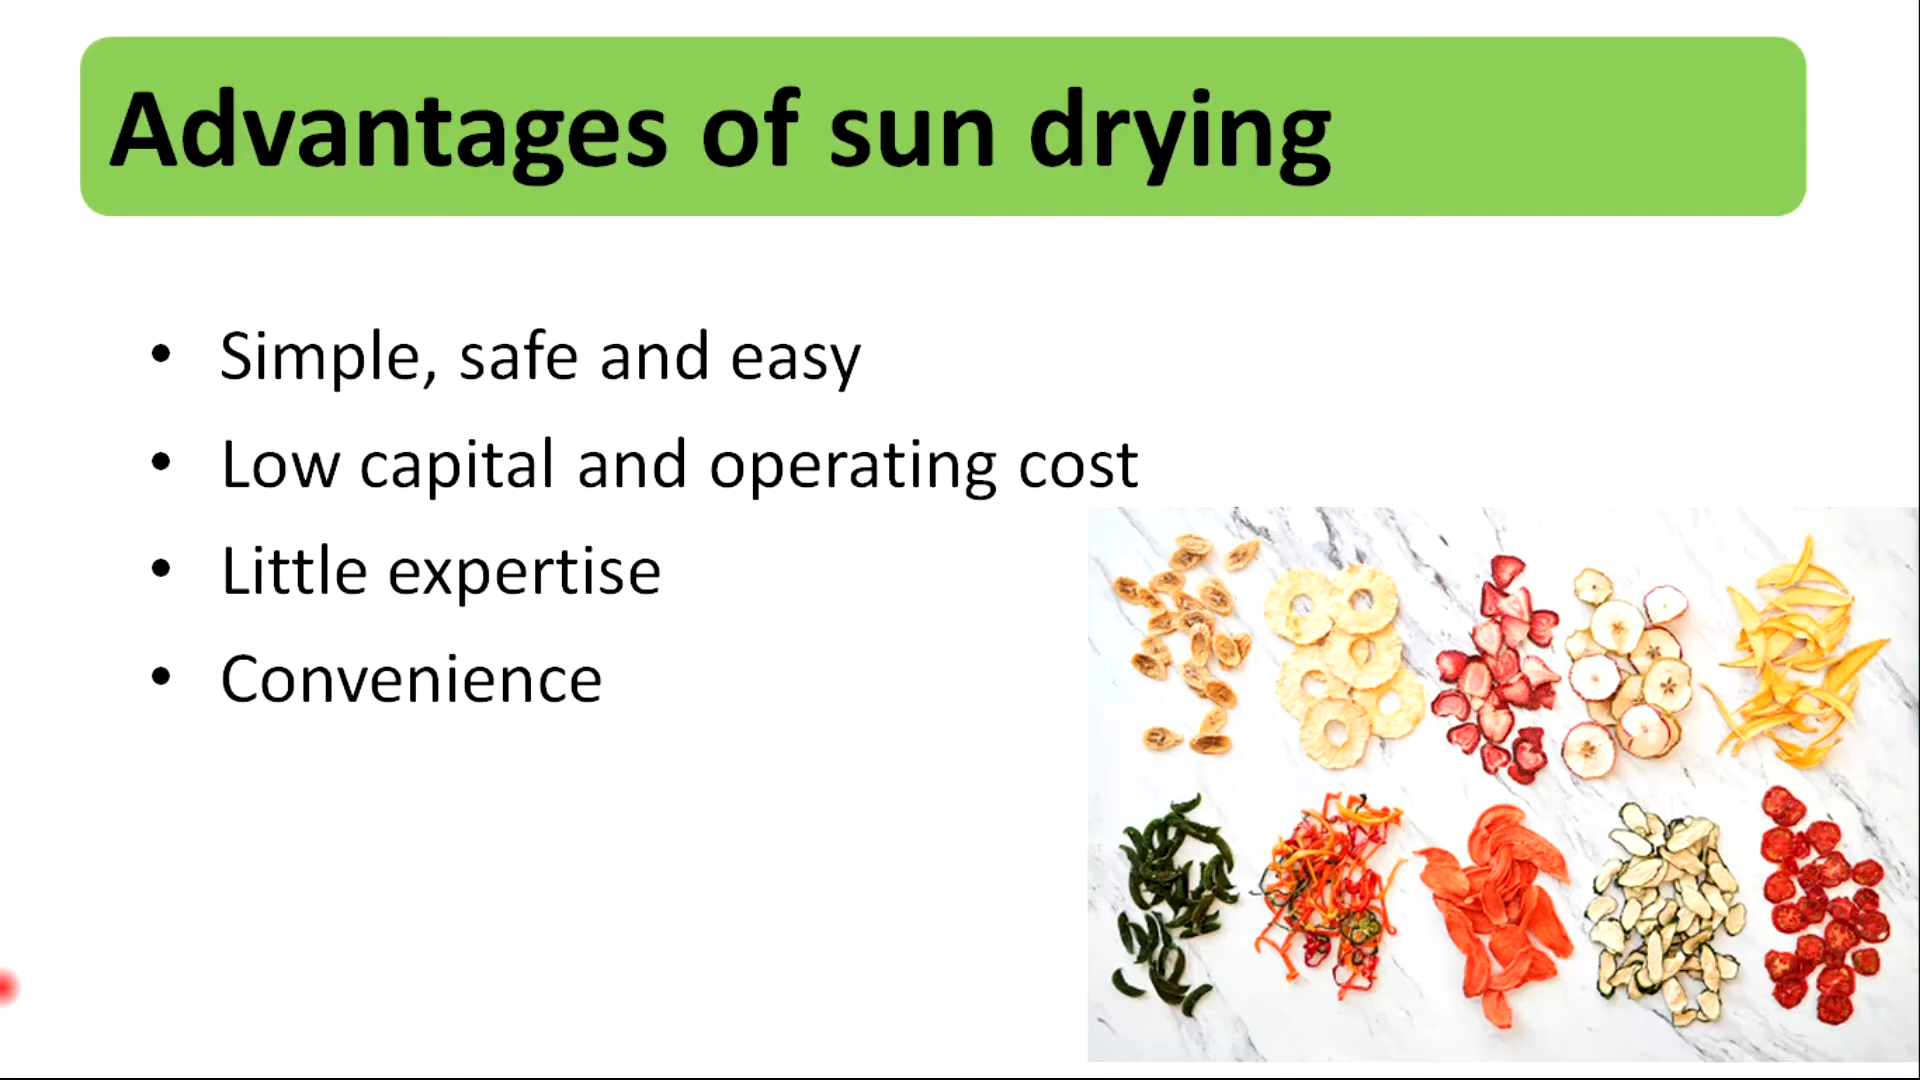 Advantages of sun drying
• Simple, safe and easy
• Low capital and operating cost
• Little expertise
• Convenience